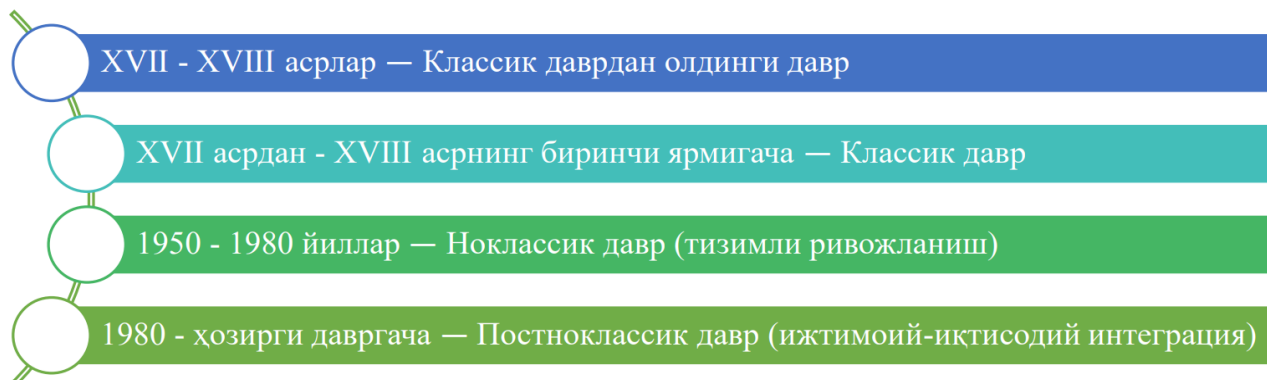 XVII - XVIII асрлар — Классик даврдан олдинги давр
XVII асрдан - XVIII асрнинг биринчи ярмигача — Классик давр
1950 - 1980 йиллар — Ноклассик давр (тизимли ривожланиш)
1980 - ҳозирги давргача — Постноклассик давр (ижтимоий-иқтисодий интеграция)